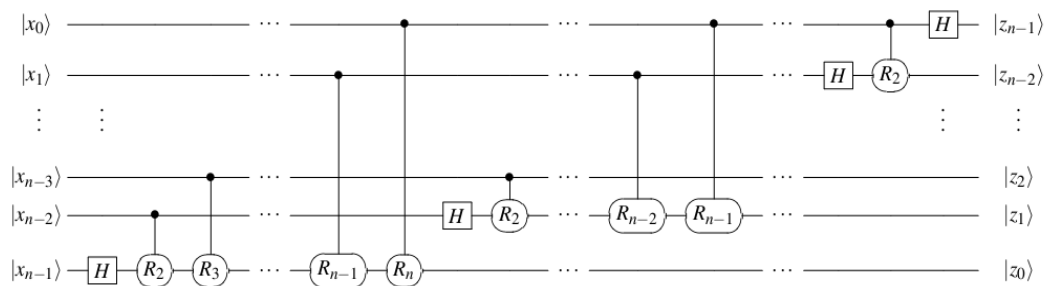 |x₀⟩ ··· ··· ··· H |zₙ₋₁⟩
|x₁⟩ ··· ··· ··· H R₂ |zₙ₋₂⟩
⋮ ⋮ ⋮ ⋮
|xₙ₋₃⟩ ··· ··· ··· |z₂⟩
|xₙ₋₂⟩ ··· H R₂ ··· Rₙ₋₂ Rₙ₋₁ ··· |z₁⟩
|xₙ₋₁⟩ H R₂ R₃ ··· Rₙ₋₁ Rₙ ··· ··· |z₀⟩